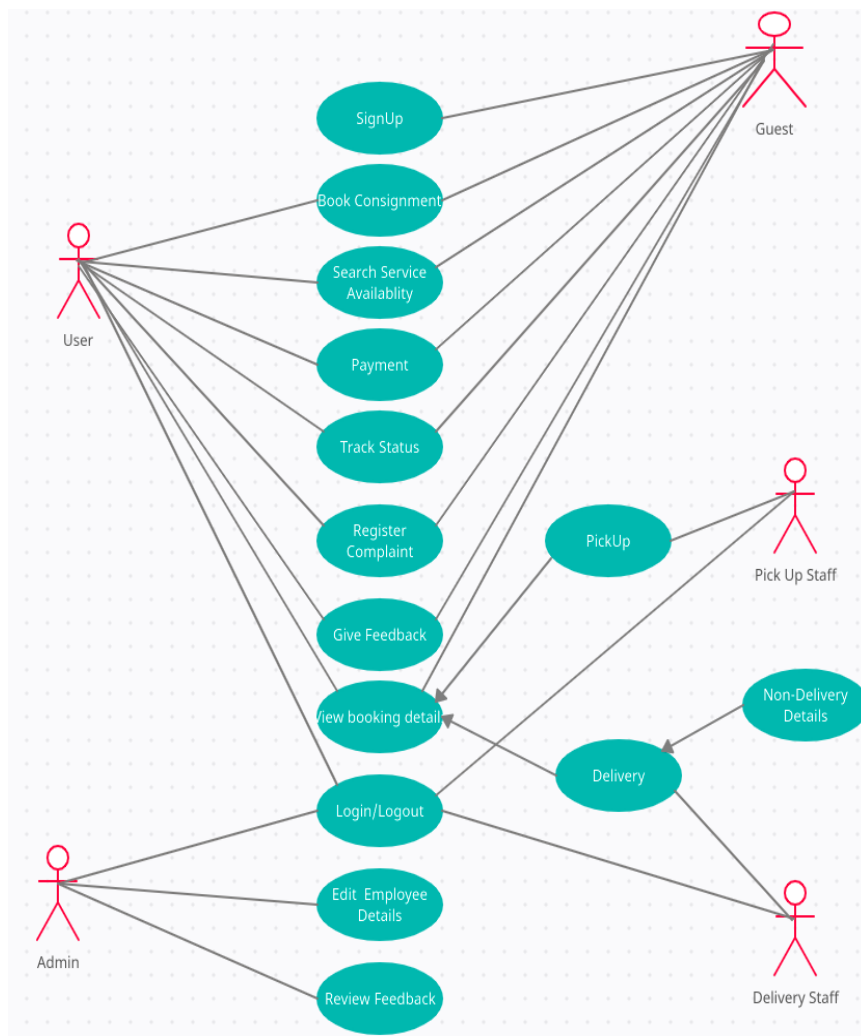 SignUp
Guest
Book Consignment
Search Service
Availablity
User
Payment
Track Status
Register
Complaint
PickUp
Pick Up Staff
Give Feedback
Non-Delivery
Details
View booking detail
Delivery
Login/Logout
Edit Employee
Details
Admin
Review Feedback
Delivery Staff